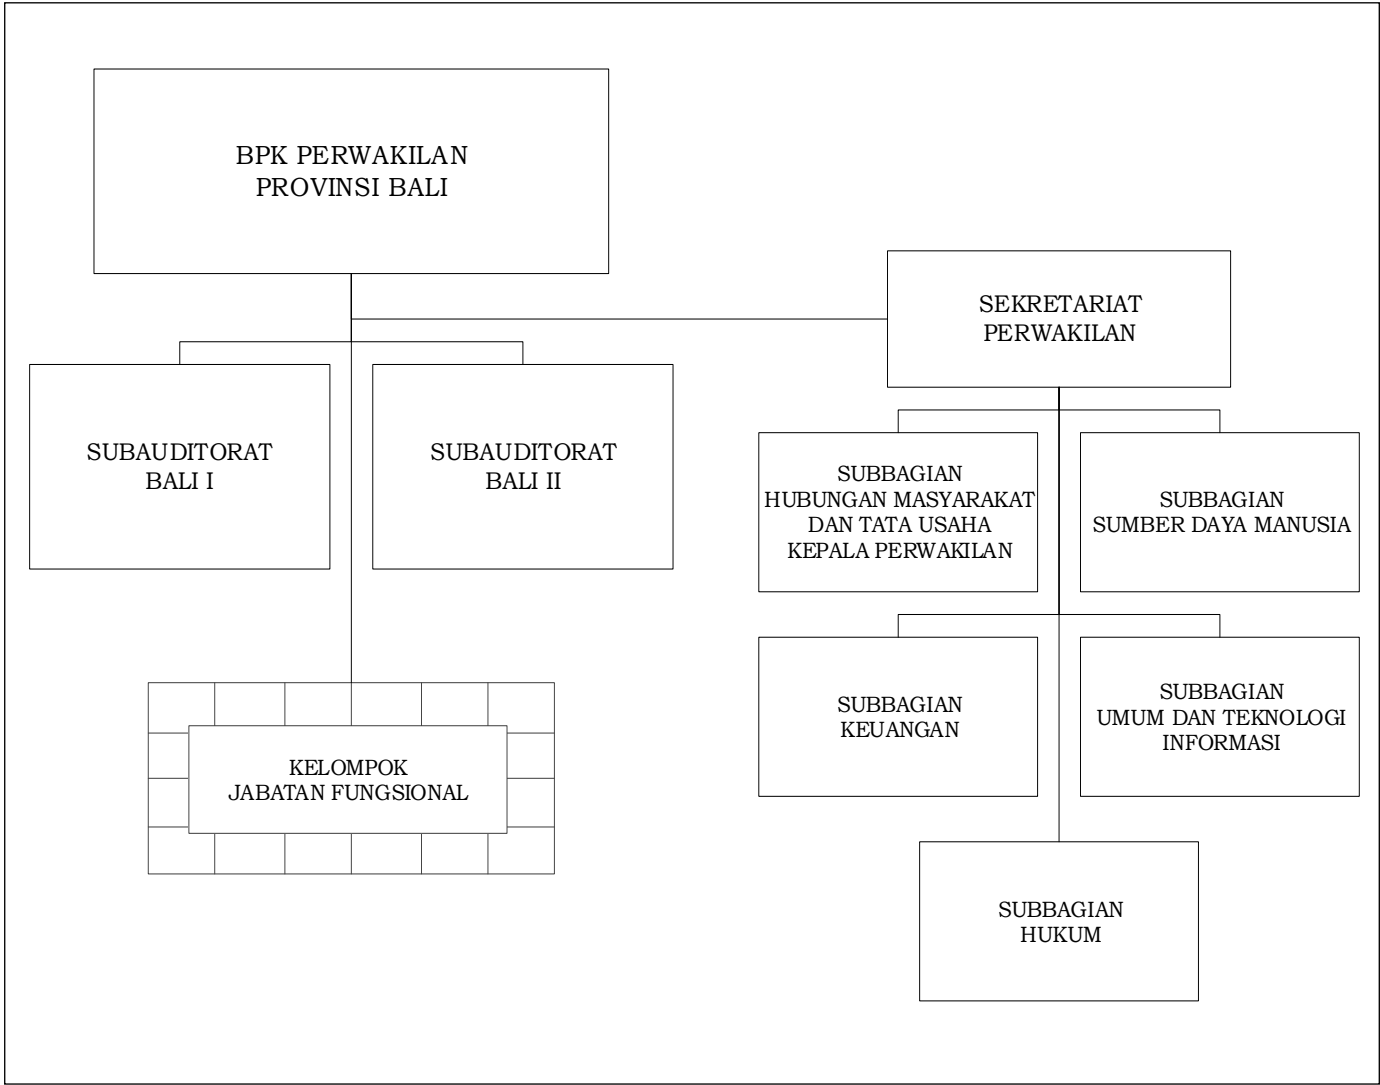 BPK PERWAKILAN
PROVINSI BALI
SEKRETARIAT
PERWAKILAN
SUBAUDITORAT
BALI I
SUBAUDITORAT
BALI II
SUBBAGIAN
HUBUNGAN MASYARAKAT
DAN TATA USAHA
KEPALA PERWAKILAN
SUBBAGIAN
SUMBER DAYA MANUSIA
SUBBAGIAN
KEUANGAN
SUBBAGIAN
UMUM DAN TEKNOLOGI
INFORMASI
KELOMPOK
JABATAN FUNGSIONAL
SUBBAGIAN
HUKUM